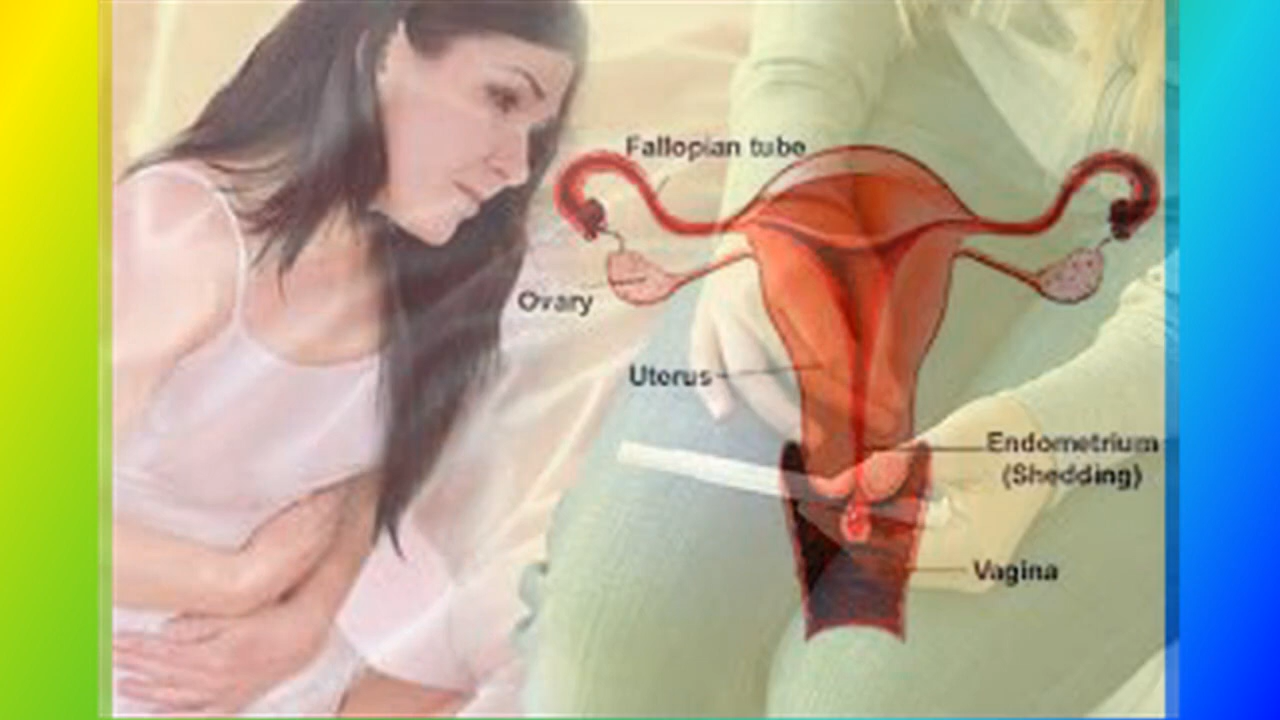 Fallopian tube
Ovary
Uterus
Endometrium
(Shedding)
Vagina